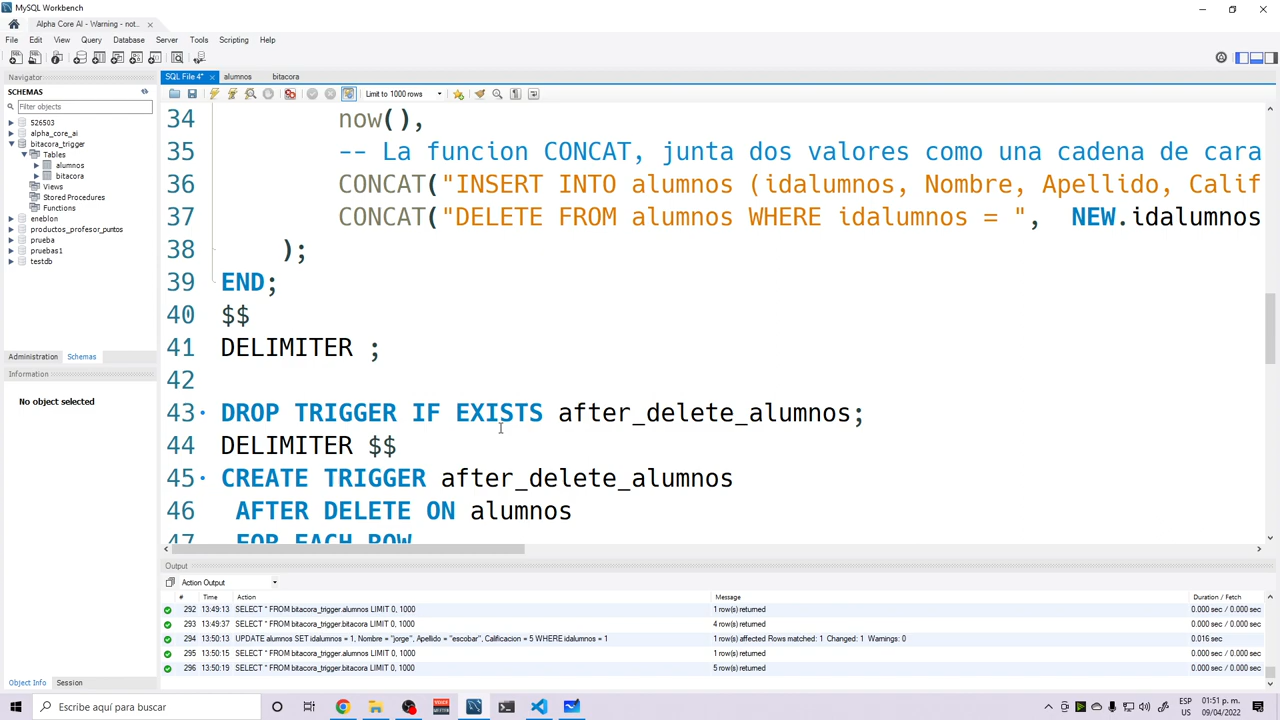 MySQL Workbench
Alpha Core AI - Warning - not...
File Edit View Query Database Server Tools Scripting Help
Navigator
SCHEMAS
Filter objects
526503
alpha_core_ai
bitacora_trigger
Tables
alumnos
bitacora
Views
Stored Procedures
Functions
eneblon
productos_profesor_puntos
prueba
pruebas1
testdb
Administration Schemas
Information
No object selected
SQL File 4* alumnos bitacora
Limit to 1000 rows
34 now(),
35 -- La funcion CONCAT, junta dos valores como una cadena de cara
36 CONCAT("INSERT INTO alumnos (idalumnos, Nombre, Apellido, Calif
37 CONCAT("DELETE FROM alumnos WHERE idalumnos = ", NEW.idalumnos
38 );
39 END;
40 $$
41 DELIMITER ;
42
43 DROP TRIGGER IF EXISTS after_delete_alumnos;
44 DELIMITER $$
45 CREATE TRIGGER after_delete_alumnos
46 AFTER DELETE ON alumnos
47 FOR EACH ROW
Output
Action Output
# Time Action Message Duration / Fetch
292 13:49:13 SELECT * FROM bitacora_trigger.alumnos LIMIT 0, 1000 1 row(s) returned 0.000 sec / 0.000 sec
293 13:49:37 SELECT * FROM bitacora_trigger.bitacora LIMIT 0, 1000 4 row(s) returned 0.000 sec / 0.000 sec
294 13:50:13 UPDATE alumnos SET idalumnos = 1, Nombre = "jorge", Apellido = "escobar", Calificacion = 5 WHERE idalumnos = 1 1 row(s) affected Rows matched: 1 Changed: 1 Warnings: 0 0.016 sec
295 13:50:15 SELECT * FROM bitacora_trigger.alumnos LIMIT 0, 1000 1 row(s) returned 0.000 sec / 0.000 sec
296 13:50:19 SELECT * FROM bitacora_trigger.bitacora LIMIT 0, 1000 5 row(s) returned 0.000 sec / 0.000 sec
Object Info Session
Escribe aquí para buscar
ESP
US
01:51 p. m.
09/04/2022